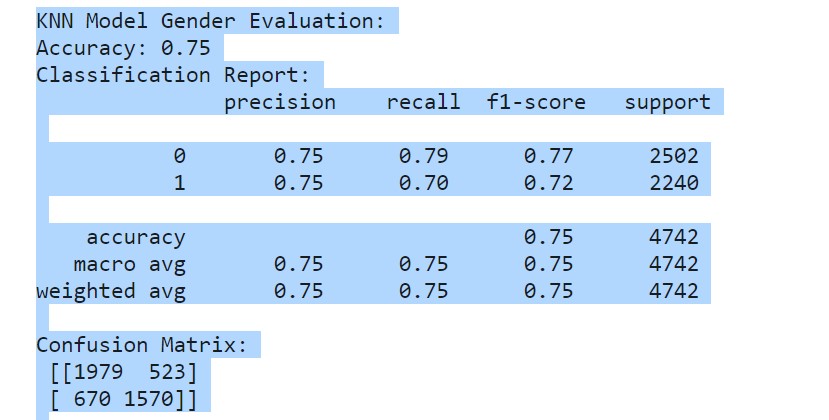 KNN Model Gender Evaluation:
Accuracy: 0.75
Classification Report:
              precision    recall  f1-score   support

           0       0.75      0.79      0.77      2502
           1       0.75      0.70      0.72      2240

    accuracy                           0.75      4742
   macro avg       0.75      0.75      0.75      4742
weighted avg       0.75      0.75      0.75      4742

Confusion Matrix:
 [[1979  523]
 [ 670 1570]]